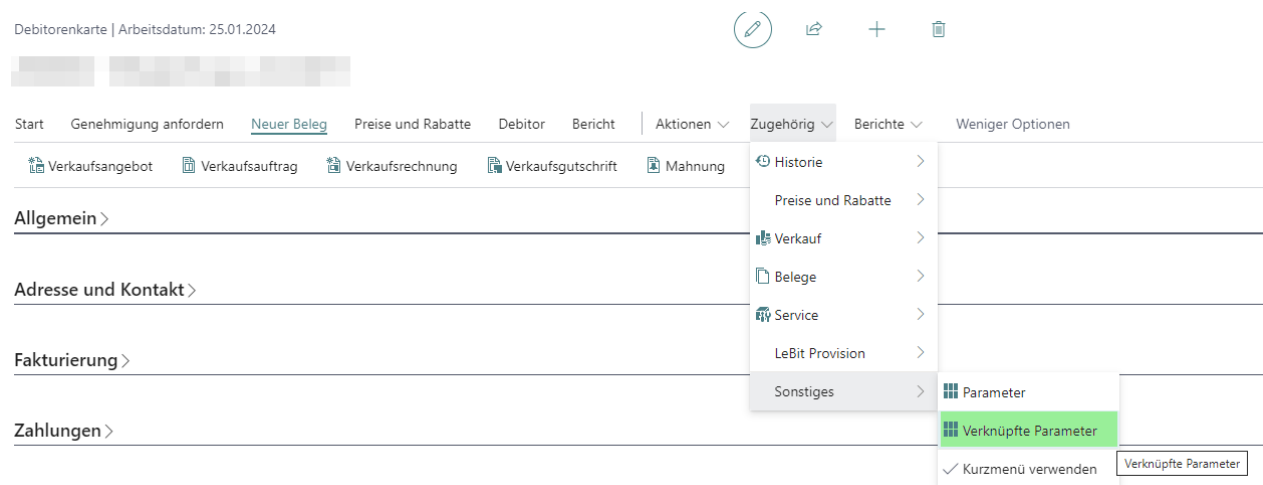 Debitorenkarte | Arbeitsdatum: 25.01.2024
Start Genehmigung anfordern Neuer Beleg Preise und Rabatte Debitor Bericht Aktionen Zugehörig Berichte Weniger Optionen
Verkaufsangebot Verkaufsauftrag Verkaufsrechnung Verkaufsgutschrift Mahnung
Historie
Preise und Rabatte
Verkauf
Belege
Service
LeBit Provision
Sonstiges
Parameter
Verknüpfte Parameter
Kurzmenü verwenden
Verknüpfte Parameter
Allgemein
Adresse und Kontakt
Fakturierung
Zahlungen